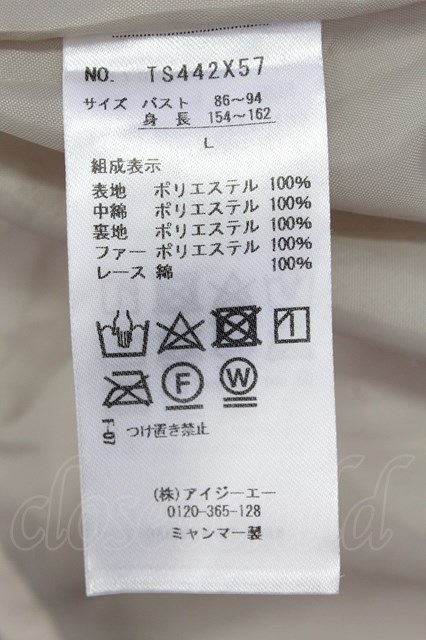 NO. TS442X57
サイズ バスト 86〜94
身長 154〜162
L
組成表示
表地 ポリエステル 100%
中綿 ポリエステル 100%
裏地 ポリエステル 100%
ファー ポリエステル 100%
レース 綿 100%
F W
F-07 つけ置き禁止
(株)アイジーエー
0120-365-128
ミャンマー製